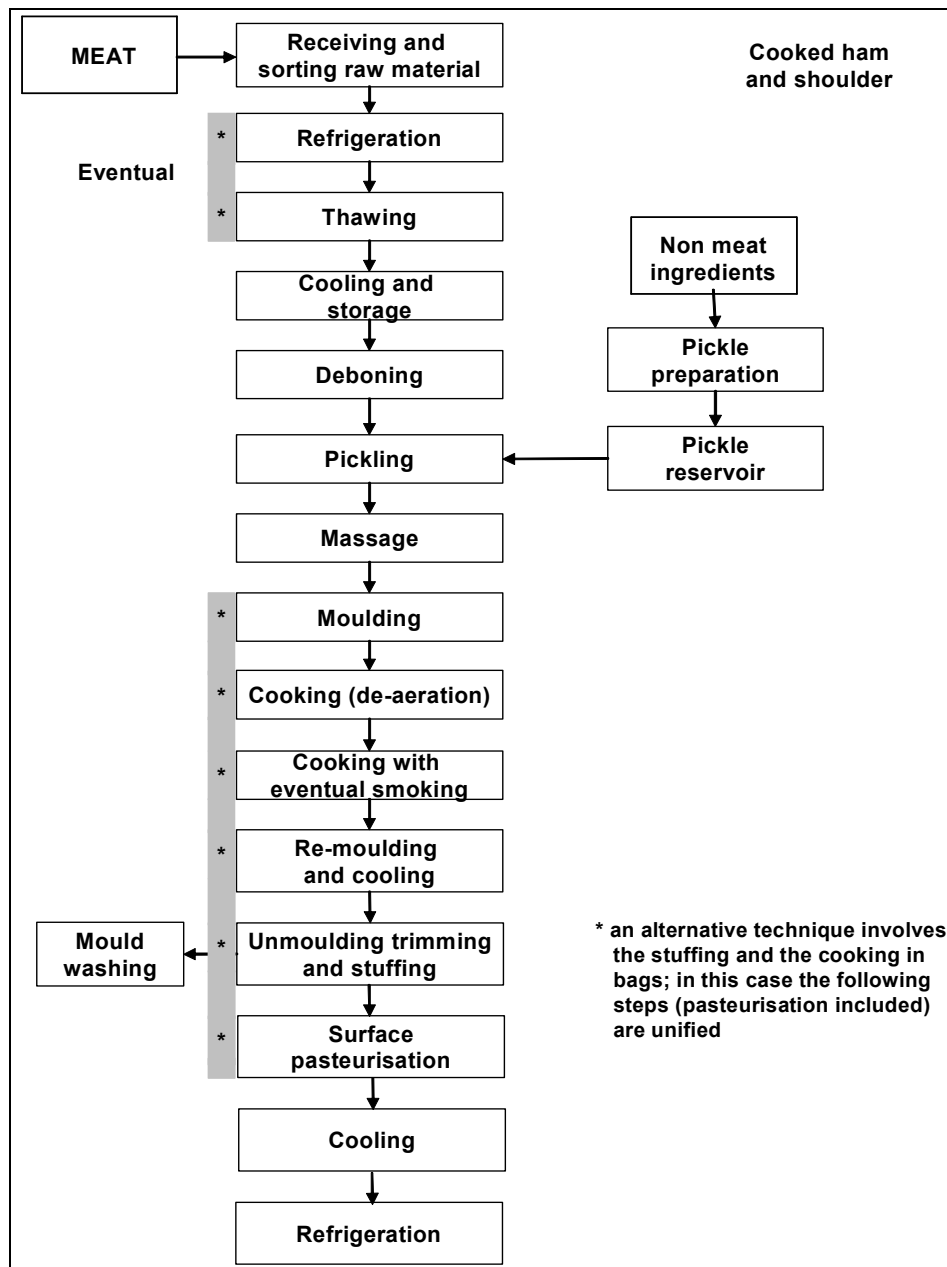 MEAT
Receiving and
sorting raw material
Cooked ham
and shoulder
* Refrigeration
Eventual
* Thawing
Non meat
ingredients
Cooling and
storage
Pickle
preparation
Deboning
Pickling
Pickle
reservoir
Massage
* Moulding
* Cooking (de-aeration)
* Cooking with
eventual smoking
* Re-moulding
and cooling
Mould
washing
* Unmoulding trimming
and stuffing
* an alternative technique involves
the stuffing and the cooking in
bags; in this case the following
steps (pasteurisation included)
are unified
* Surface
pasteurisation
Cooling
Refrigeration